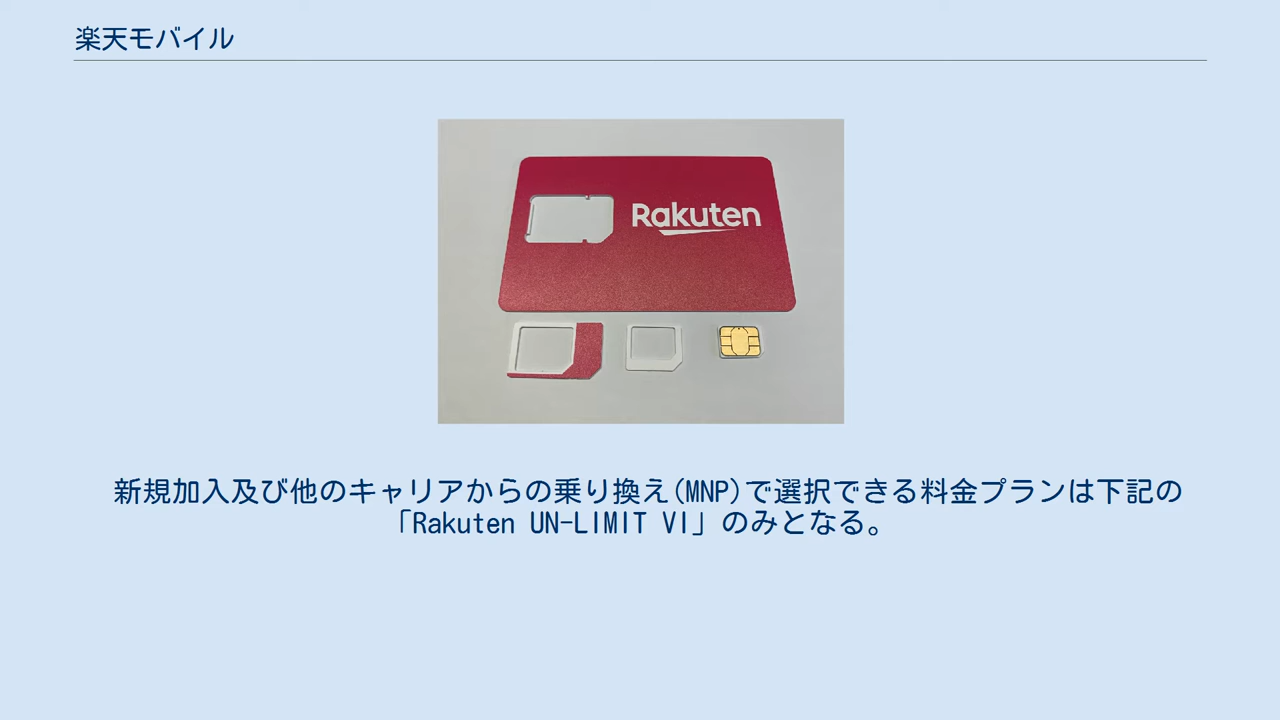 楽天モバイル
Rakuten
新規加入及び他のキャリアからの乗り換え(MNP)で選択できる料金プランは下記の
「Rakuten UN-LIMIT VI」のみとなる。